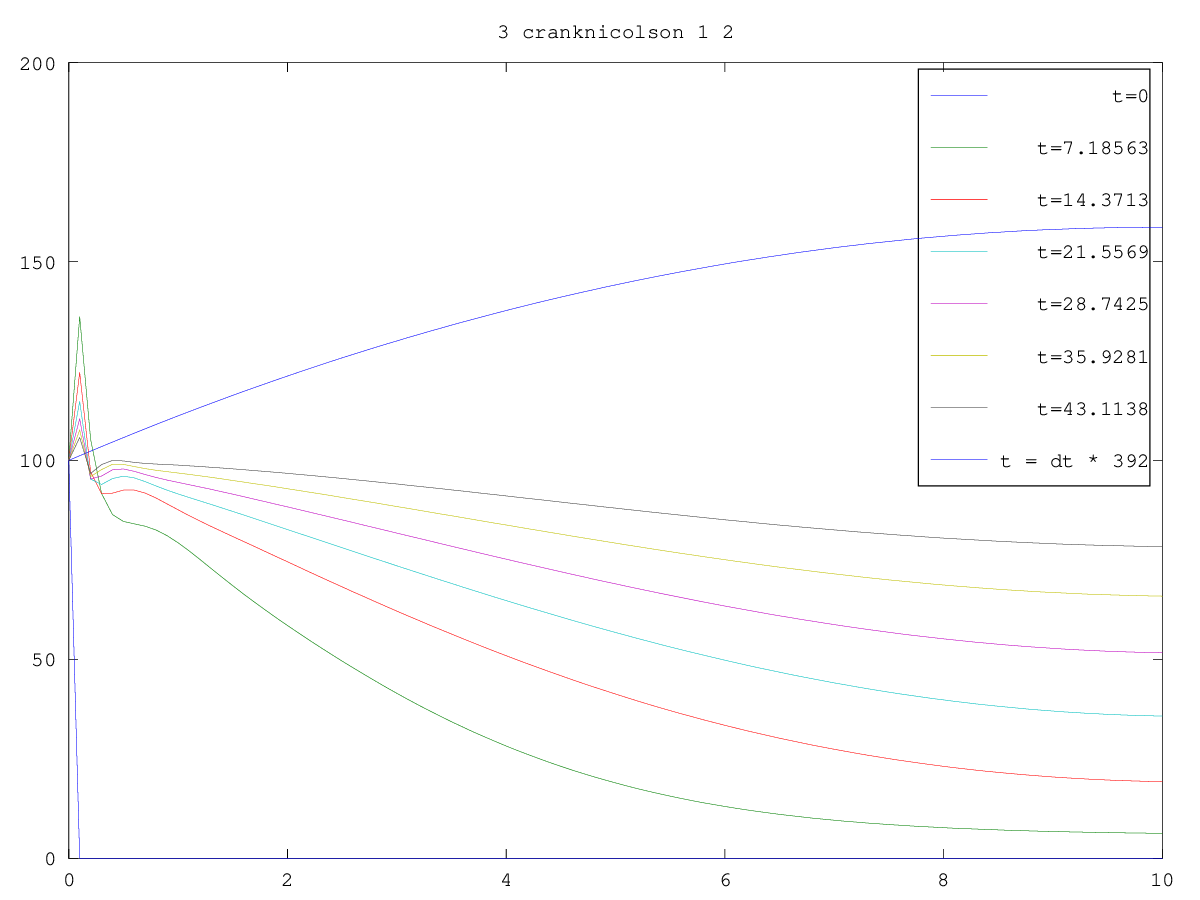 3 cranknicolson 1 2
200
150
100
50
0
0 2 4 6 8 10
t=0
t=7.18563
t=14.3713
t=21.5569
t=28.7425
t=35.9281
t=43.1138
t = dt * 392